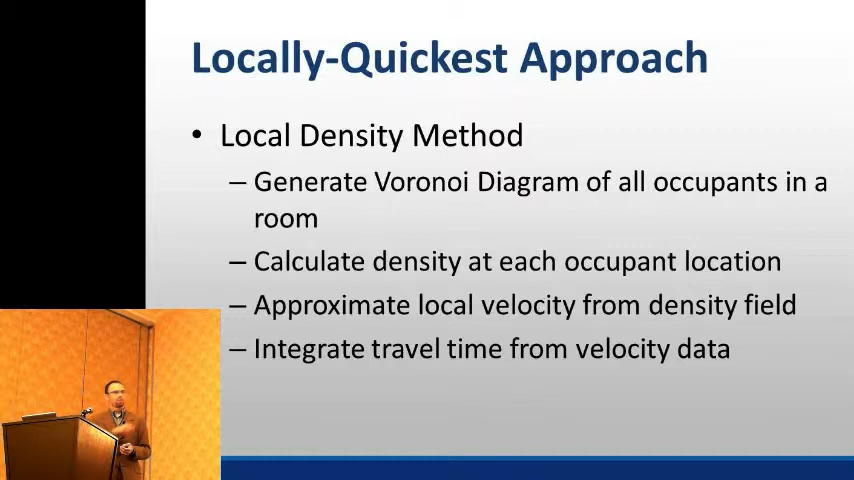 Locally-Quickest Approach
• Local Density Method
– Generate Voronoi Diagram of all occupants in a
room
– Calculate density at each occupant location
– Approximate local velocity from density field
– Integrate travel time from velocity data